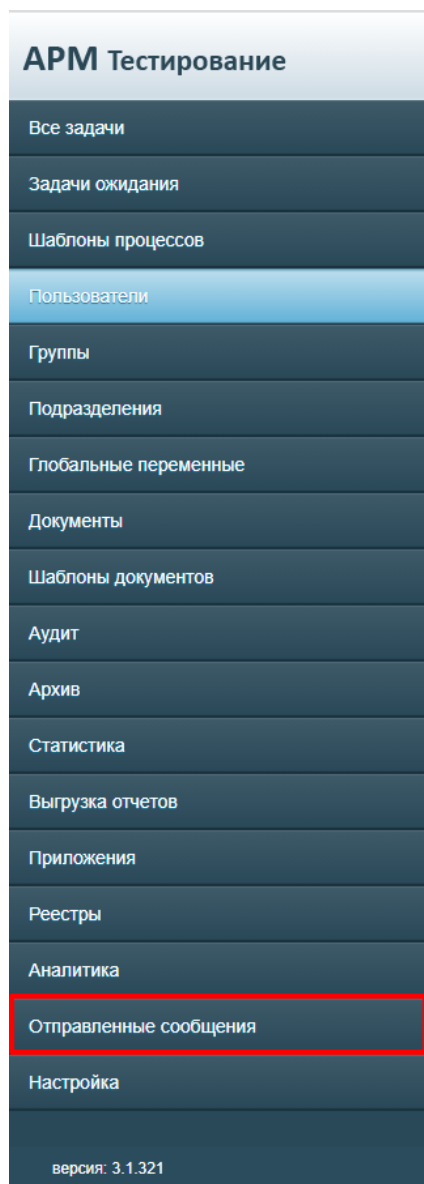 АРМ Тестирование
Все задачи
Задачи ожидания
Шаблоны процессов
Пользователи
Группы
Подразделения
Глобальные переменные
Документы
Шаблоны документов
Аудит
Архив
Статистика
Выгрузка отчетов
Приложения
Реестры
Аналитика
Отправленные сообщения
Настройка
версия: 3.1.321